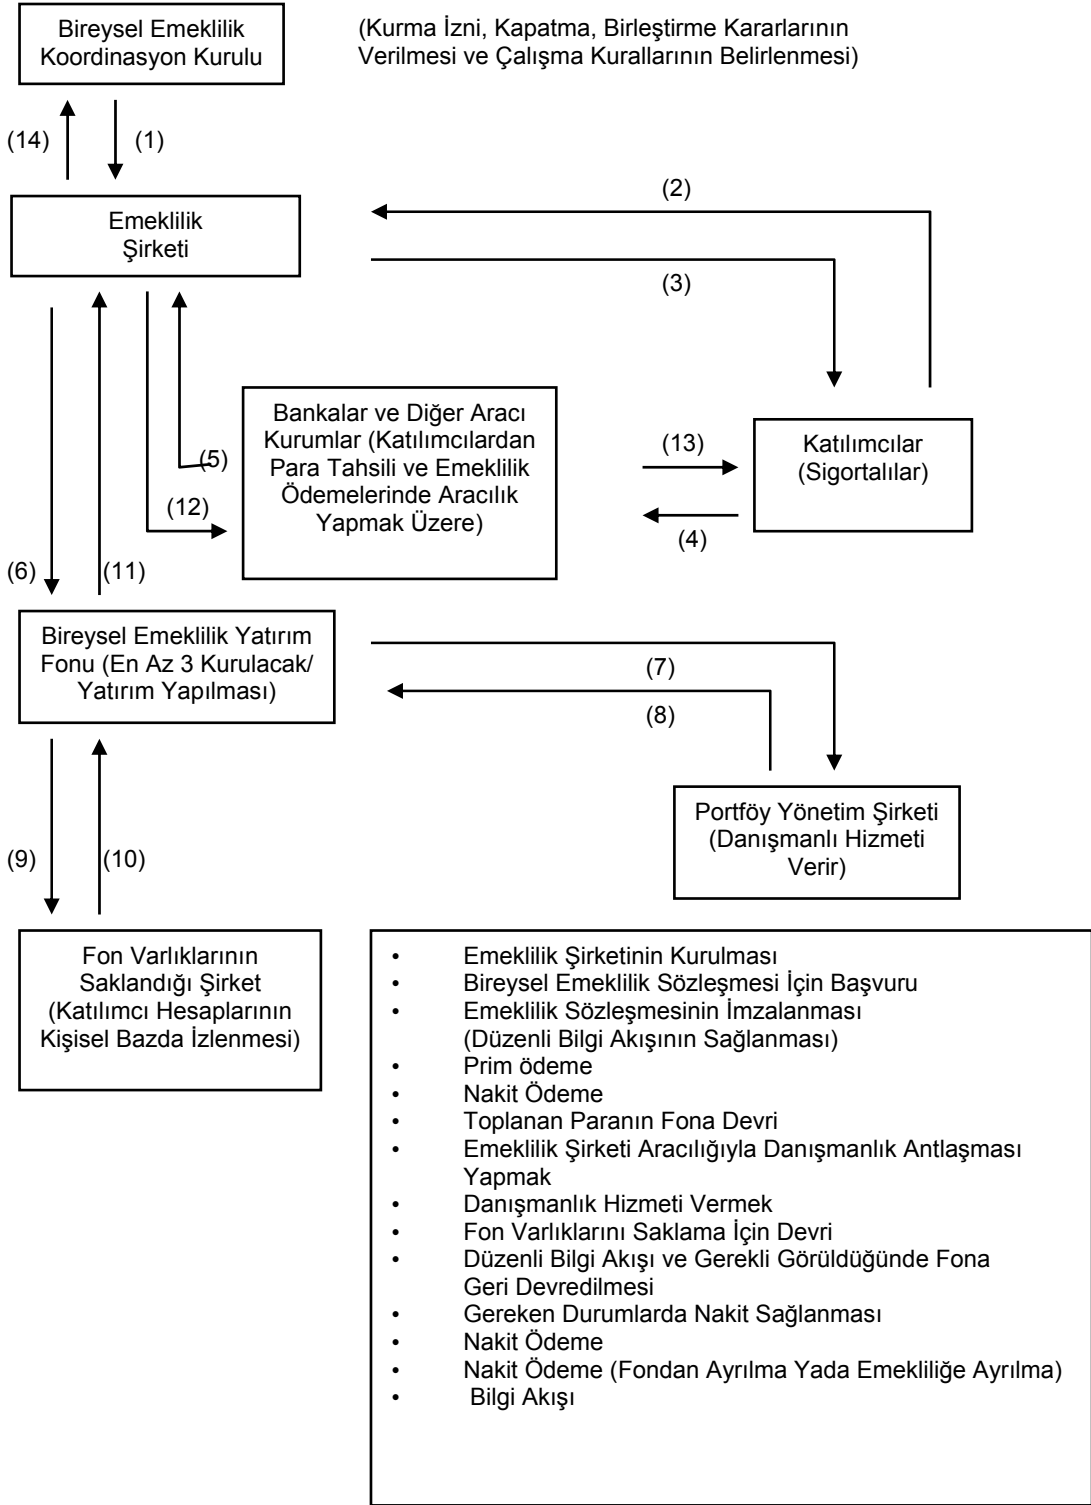 Bireysel Emeklilik
Koordinasyon Kurulu
(Kurma İzni, Kapatma, Birleştirme Kararlarının
Verilmesi ve Çalışma Kurallarının Belirlenmesi)
(14)
(1)
(2)
Emeklilik
Şirketi
(3)
Bankalar ve Diğer Aracı
Kurumlar (Katılımcılardan
Para Tahsili ve Emeklilik
Ödemelerinde Aracılık
Yapmak Üzere)
(5)
(12)
(13)
(4)
Katılımcılar
(Sigortalılar)
(6)
(11)
Bireysel Emeklilik Yatırım
Fonu (En Az 3 Kurulacak/
Yatırım Yapılması)
(7)
(8)
Portföy Yönetim Şirketi
(Danışmanlı Hizmeti
Verir)
(9)
(10)
Fon Varlıklarının
Saklandığı Şirket
(Katılımcı Hesaplarının
Kişisel Bazda İzlenmesi)
• Emeklilik Şirketinin Kurulması
• Bireysel Emeklilik Sözleşmesi İçin Başvuru
• Emeklilik Sözleşmesinin İmzalanması
(Düzenli Bilgi Akışının Sağlanması)
• Prim ödeme
• Nakit Ödeme
• Toplanan Paranın Fona Devri
• Emeklilik Şirketi Aracılığıyla Danışmanlık Antlaşması
Yapmak
• Danışmanlık Hizmeti Vermek
• Fon Varlıklarını Saklama İçin Devri
• Düzenli Bilgi Akışı ve Gerekli Görüldüğünde Fona
Geri Devredilmesi
• Gereken Durumlarda Nakit Sağlanması
• Nakit Ödeme
• Nakit Ödeme (Fondan Ayrılma Yada Emekliliğe Ayrılma)
• Bilgi Akışı